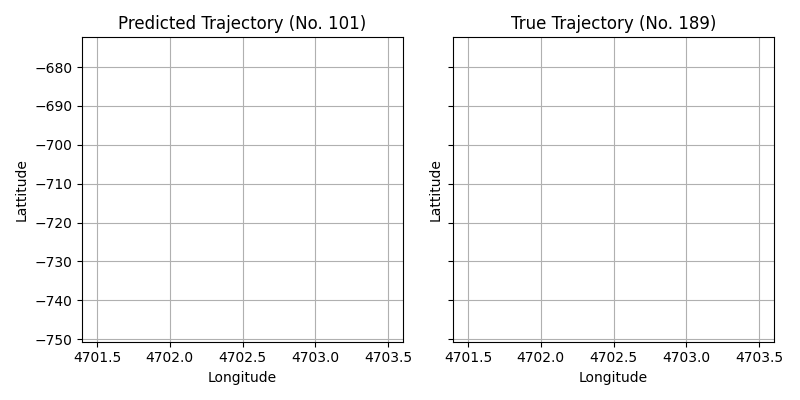 Predicted Trajectory (No. 101)
True Trajectory (No. 189)
Lattitude
−680
−690
−700
−710
−720
−730
−740
−750
4701.5 4702.0 4702.5 4703.0 4703.5
Longitude
Lattitude
4701.5 4702.0 4702.5 4703.0 4703.5
Longitude